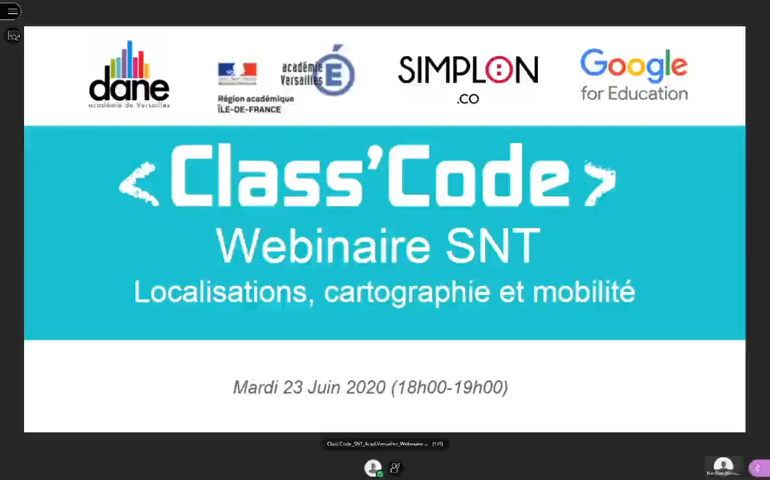 dane
académie de Versailles
Région académique
ÎLE-DE-FRANCE
académie
Versailles
SIMPLON
.CO
Google
for Education
<Class'Code>
Webinaire SNT
Localisations, cartographie et mobilité
Mardi 23 Juin 2020 (18h00-19h00)